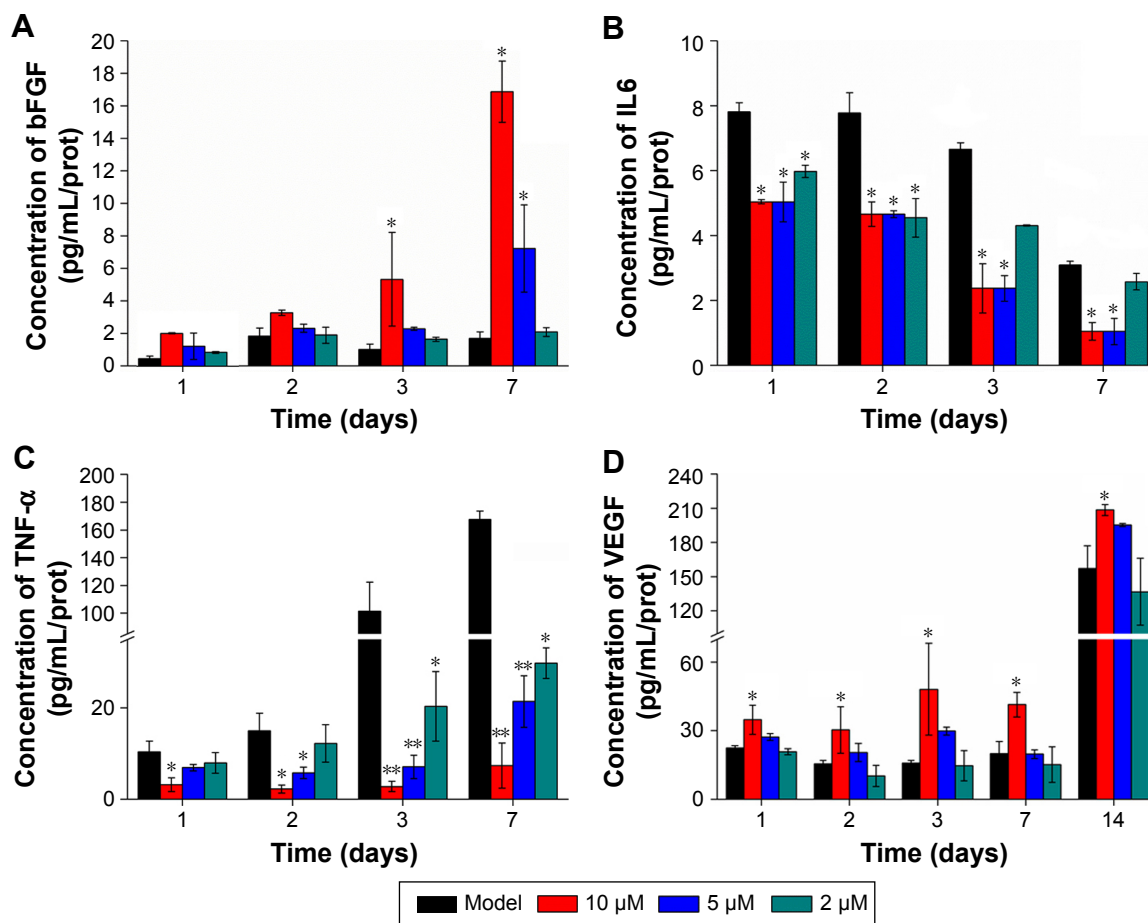 A
Concentration of bFGF
(pg/mL/prot)
20
18
16
14
12
10
8
6
4
2
0
*
*
*
1
2
3
7
Time (days)
B
Concentration of IL6
(pg/mL/prot)
10
8
6
4
2
0
* * *
* * *
* *
* *
1
2
3
7
Time (days)
C
Concentration of TNF-α
(pg/mL/prot)
200
180
160
140
120
100
20
0
*
* *
** ** *
** ** *
1
2
3
7
Time (days)
D
Concentration of VEGF
(pg/mL/prot)
240
210
180
150
120
60
30
0
*
*
*
*
*
1
2
3
7
14
Time (days)
Model 10 µM 5 µM 2 µM